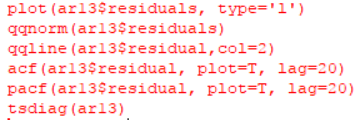 plot(ar13$residuals, type='l')
qqnorm(ar13$residuals)
qqline(ar13$residual,col=2)
acf(ar13$residual, plot=T, lag=20)
pacf(ar13$residual, plot=T, lag=20)
tsdiag(ar13)